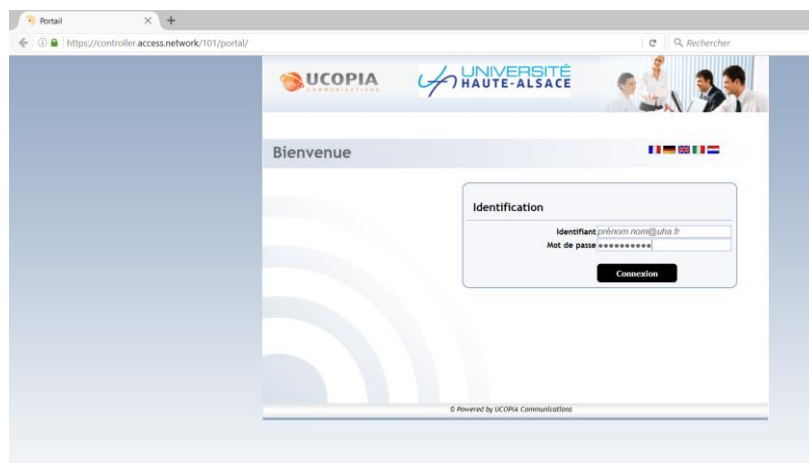 Portail
https://controller.access.network/101/portal/
Rechercher
UCOPIA
COMMUNICATIONS
UNIVERSITÉ
HAUTE-ALSACE
Bienvenue
Identification
Identifiant prénom.nom@uha.fr
Mot de passe
Connexion
© Powered by UCOPIA Communications